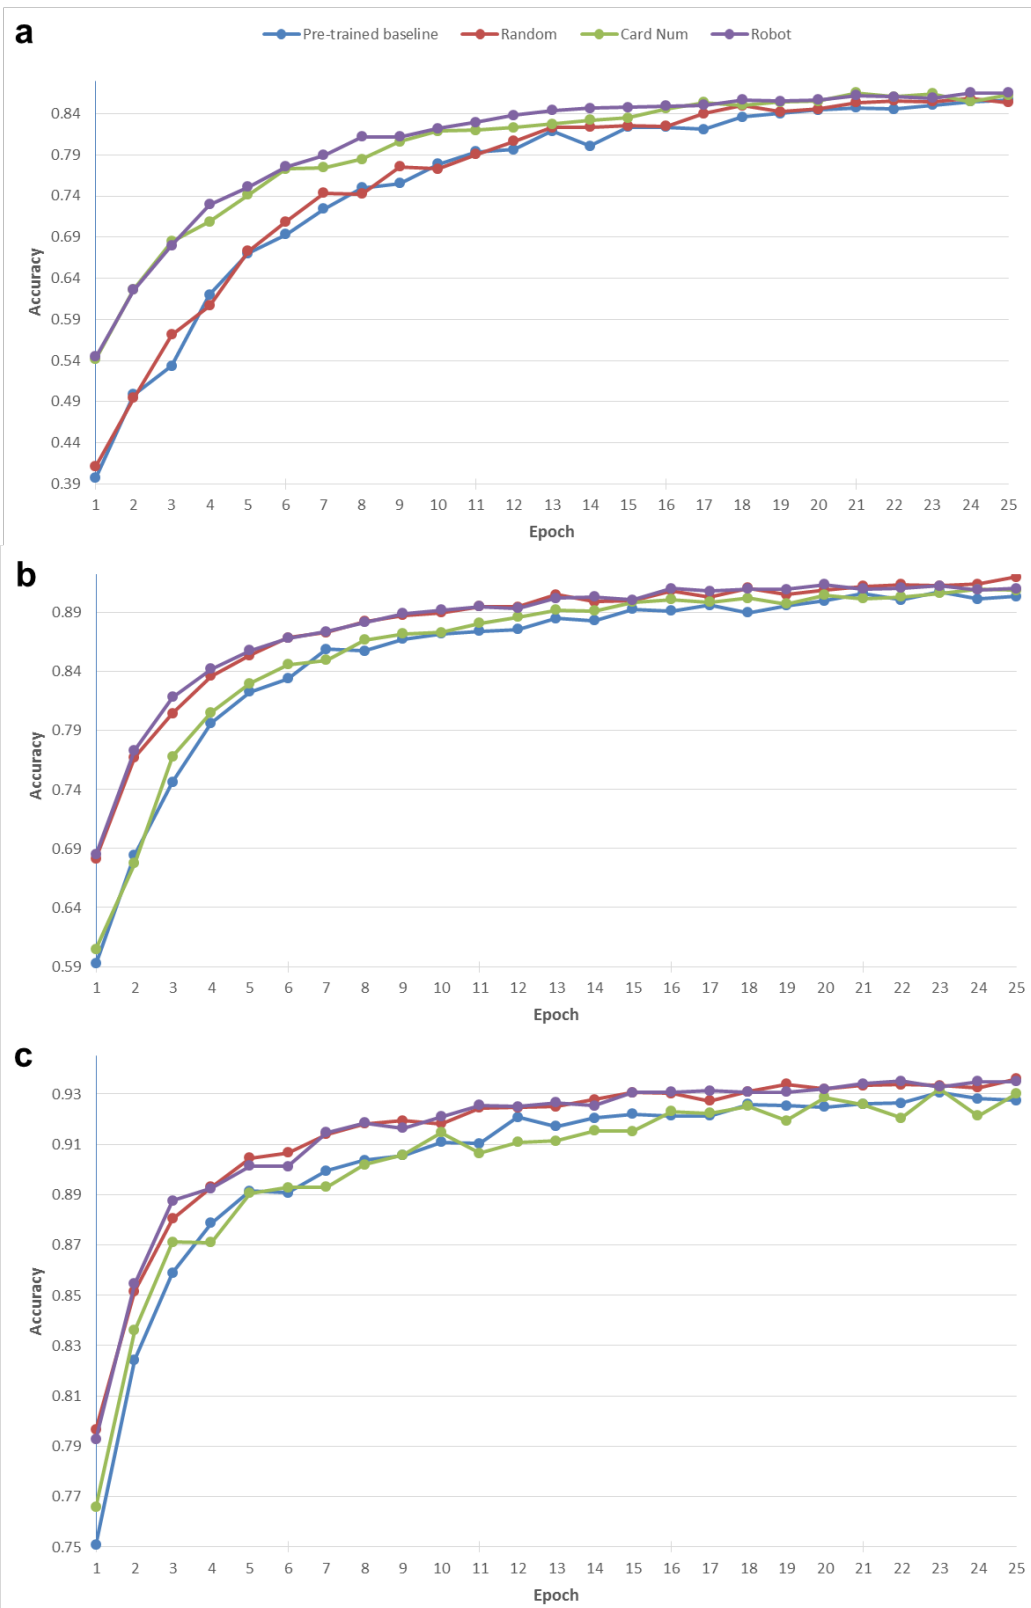 a
Pre-trained baseline Random Card Num Robot
0.84
0.79
0.74
0.69
0.64
0.59
0.54
0.49
0.44
0.39
Accuracy
1 2 3 4 5 6 7 8 9 10 11 12 13 14 15 16 17 18 19 20 21 22 23 24 25
Epoch
b
0.89
0.84
0.79
0.74
0.69
0.64
0.59
Accuracy
1 2 3 4 5 6 7 8 9 10 11 12 13 14 15 16 17 18 19 20 21 22 23 24 25
Epoch
c
0.93
0.91
0.89
0.87
0.85
0.83
0.81
0.79
0.77
0.75
Accuracy
1 2 3 4 5 6 7 8 9 10 11 12 13 14 15 16 17 18 19 20 21 22 23 24 25
Epoch